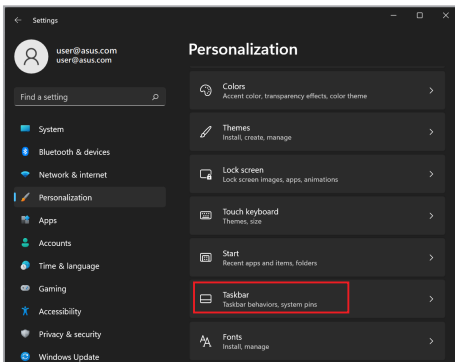 Settings
user@asus.com
user@asus.com
Find a setting
System
Bluetooth & devices
Network & internet
Personalization
Apps
Accounts
Time & language
Gaming
Accessibility
Privacy & security
Windows Update
Personalization
Colors
Accent color, transparency effects, color theme
Themes
Install, create, manage
Lock screen
Lock screen images, apps, animations
Touch keyboard
Themes, size
Start
Recent apps and items, folders
Taskbar
Taskbar behaviors, system pins
Fonts
Install, manage